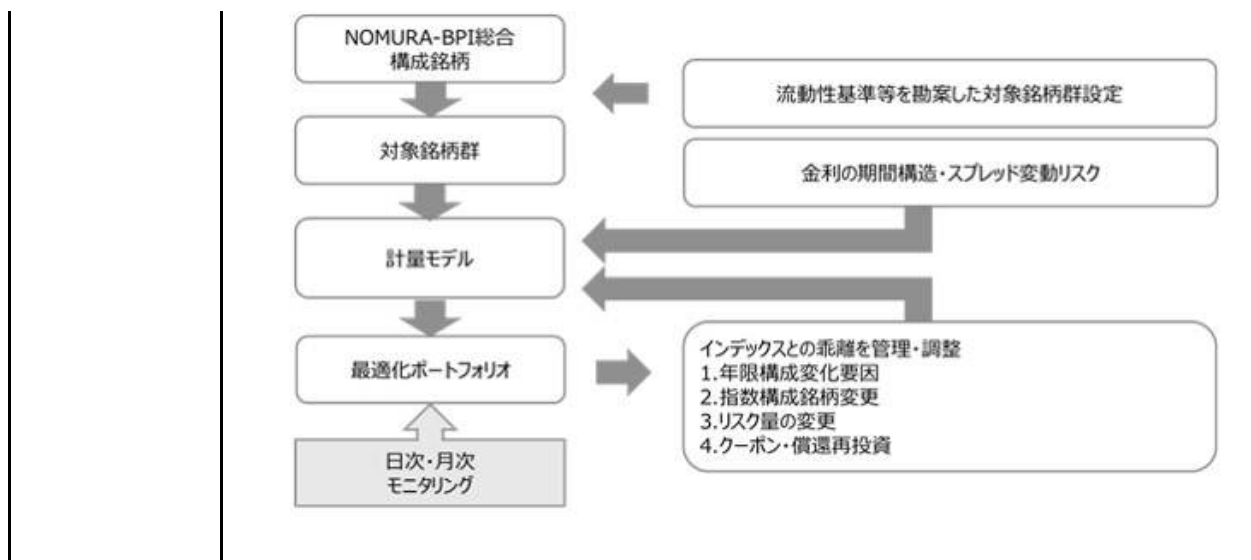 NOMURA-BPI総合
構成銘柄
流動性基準等を勘案した対象銘柄群設定
対象銘柄群
金利の期間構造・スプレッド変動リスク
計量モデル
最適化ポートフォリオ
インデックスとの乖離を管理・調整
1.年限構成変化要因
2.指数構成銘柄変更
3.リスク量の変更
4.クーポン・償還再投資
日次・月次
モニタリング